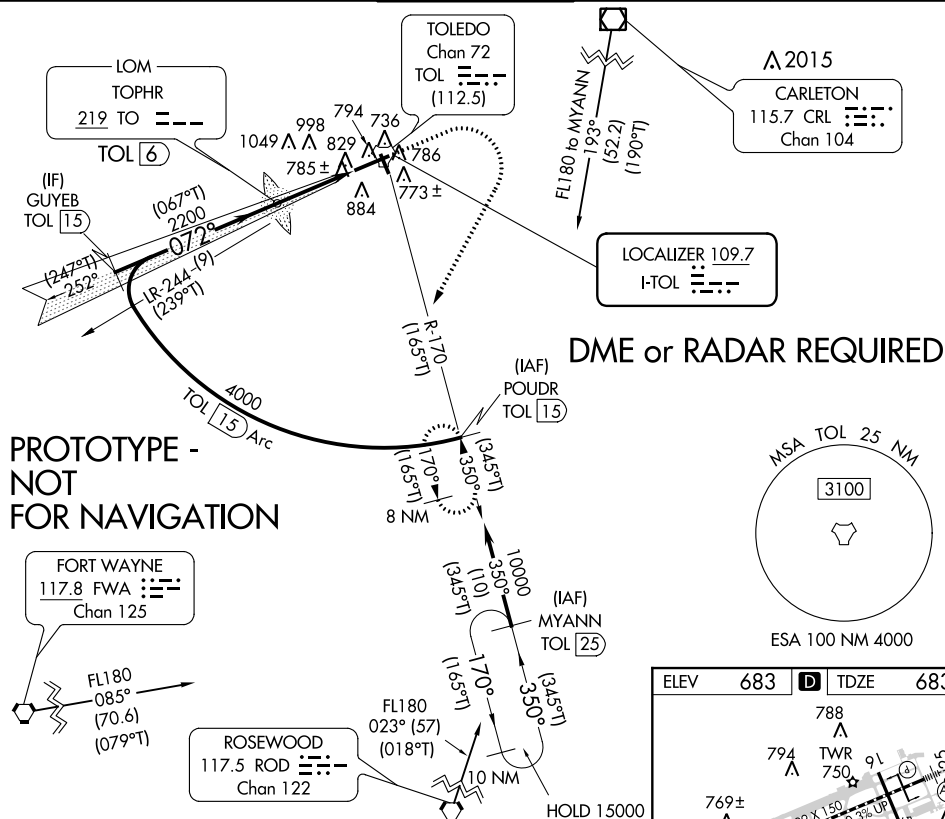 TOLEDO
Chan 72
TOL
(112.5)
LOM
TOPHR
219 TO
TOL 6
2015
CARLETON
115.7 CRL
Chan 104
FL180 to MYANN
193°
(52.2)
(190°T)
1049
998
829
794
736
786
785 ±
773 ±
884
(IF)
GUYEB
TOL 15
(067°T)
2200
072°
(247°T)
252°
LR-244-(9)
(239°T)
LOCALIZER 109.7
I-TOL
R-170
(165°T)
DME or RADAR REQUIRED
(IAF)
POUDR
TOL 15
4000
TOL 15 Arc
PROTOTYPE -
NOT
FOR NAVIGATION
170°
(165°T)
350°
(345°T)
8 NM
MSA TOL 25 NM
3100
ESA 100 NM 4000
10000
350°
(10)
(345°T)
(IAF)
MYANN
TOL 25
FORT WAYNE
117.8 FWA
Chan 125
FL180
085°
(70.6)
(079°T)
170°
(165°T)
350°
(345°T)
FL180
023° (57)
(018°T)
ROSEWOOD
117.5 ROD
Chan 122
10 NM
HOLD 15000
ELEV 683 D TDZE 683
788
794
TWR
750
16
769±
X 150
0.3% UP
P